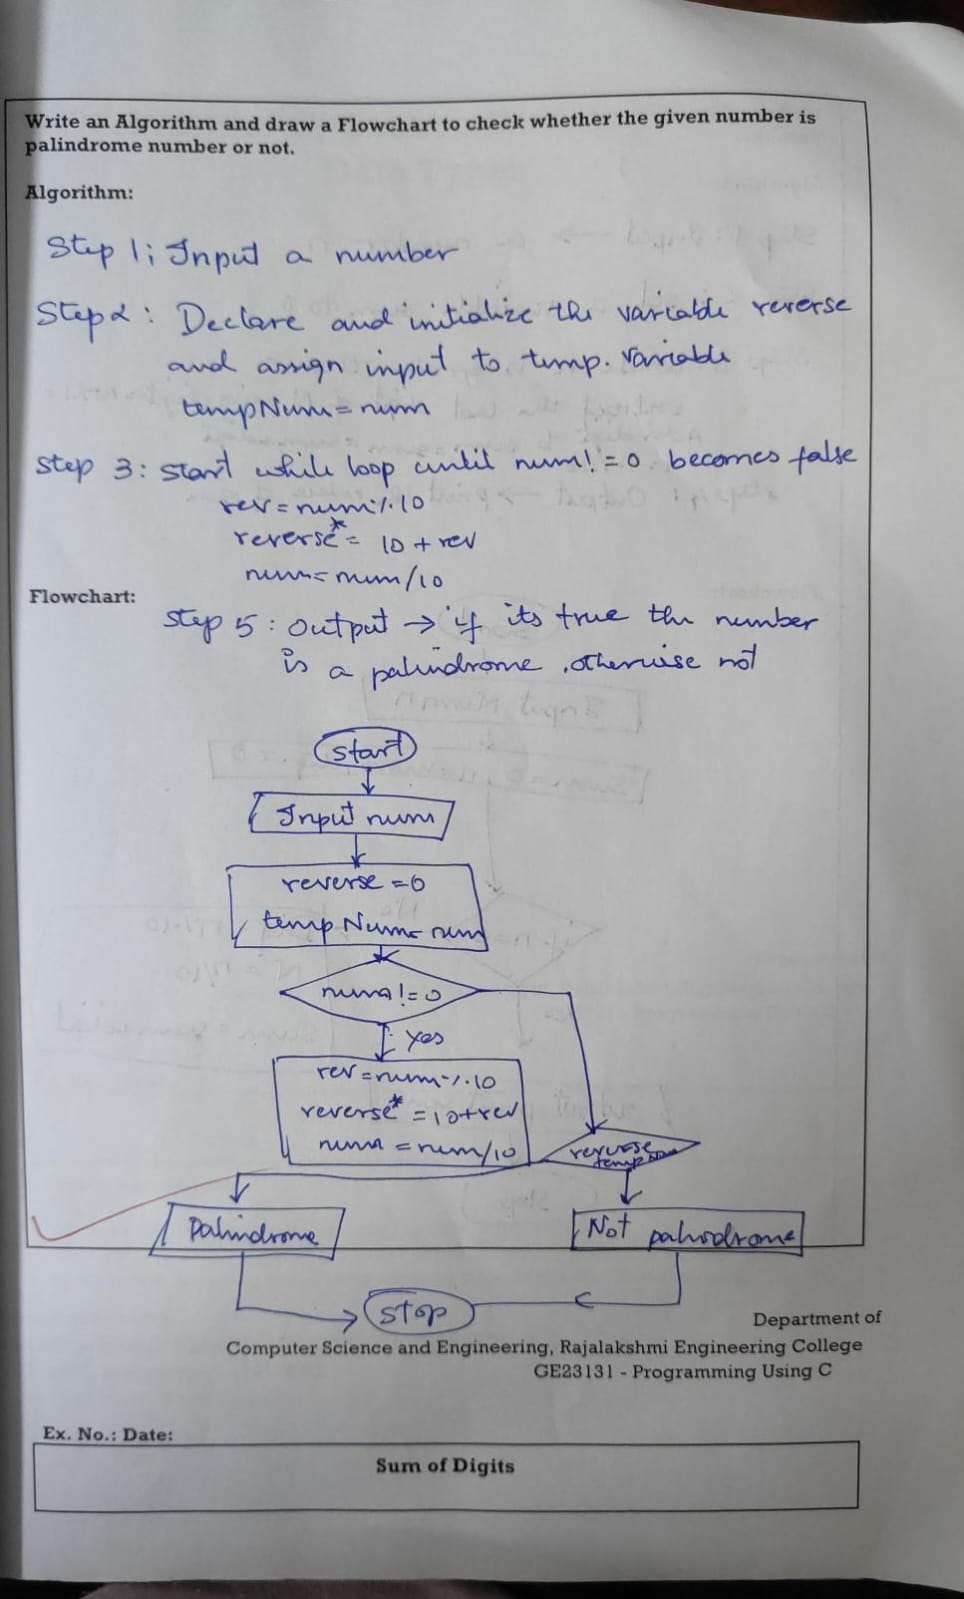 Write an Algorithm and draw a Flowchart to check whether the given number is
palindrome number or not.
Algorithm:
Step 1; Input a number
Step 2 : Declare and initialize the variable reverse
and assign input to temp. variable
tempNum = num
Step 3 : start while loop until num! = 0 becomes false
rev = num % 10
reverse* = 10 + rev
num = num/10
Flowchart:
Step 5 : output → if its true the number
is a palindrome , otherwise not
start
Input num
reverse = 0
temp Num = num
num != 0
Yes
rev = num % 10
reverse* = 10 + rev
num = num/10
reverse
Palindrome
Not palindrome
stop
Department of
Computer Science and Engineering, Rajalakshmi Engineering College
GE23131 - Programming Using C
Ex. No.: Date:
Sum of Digits